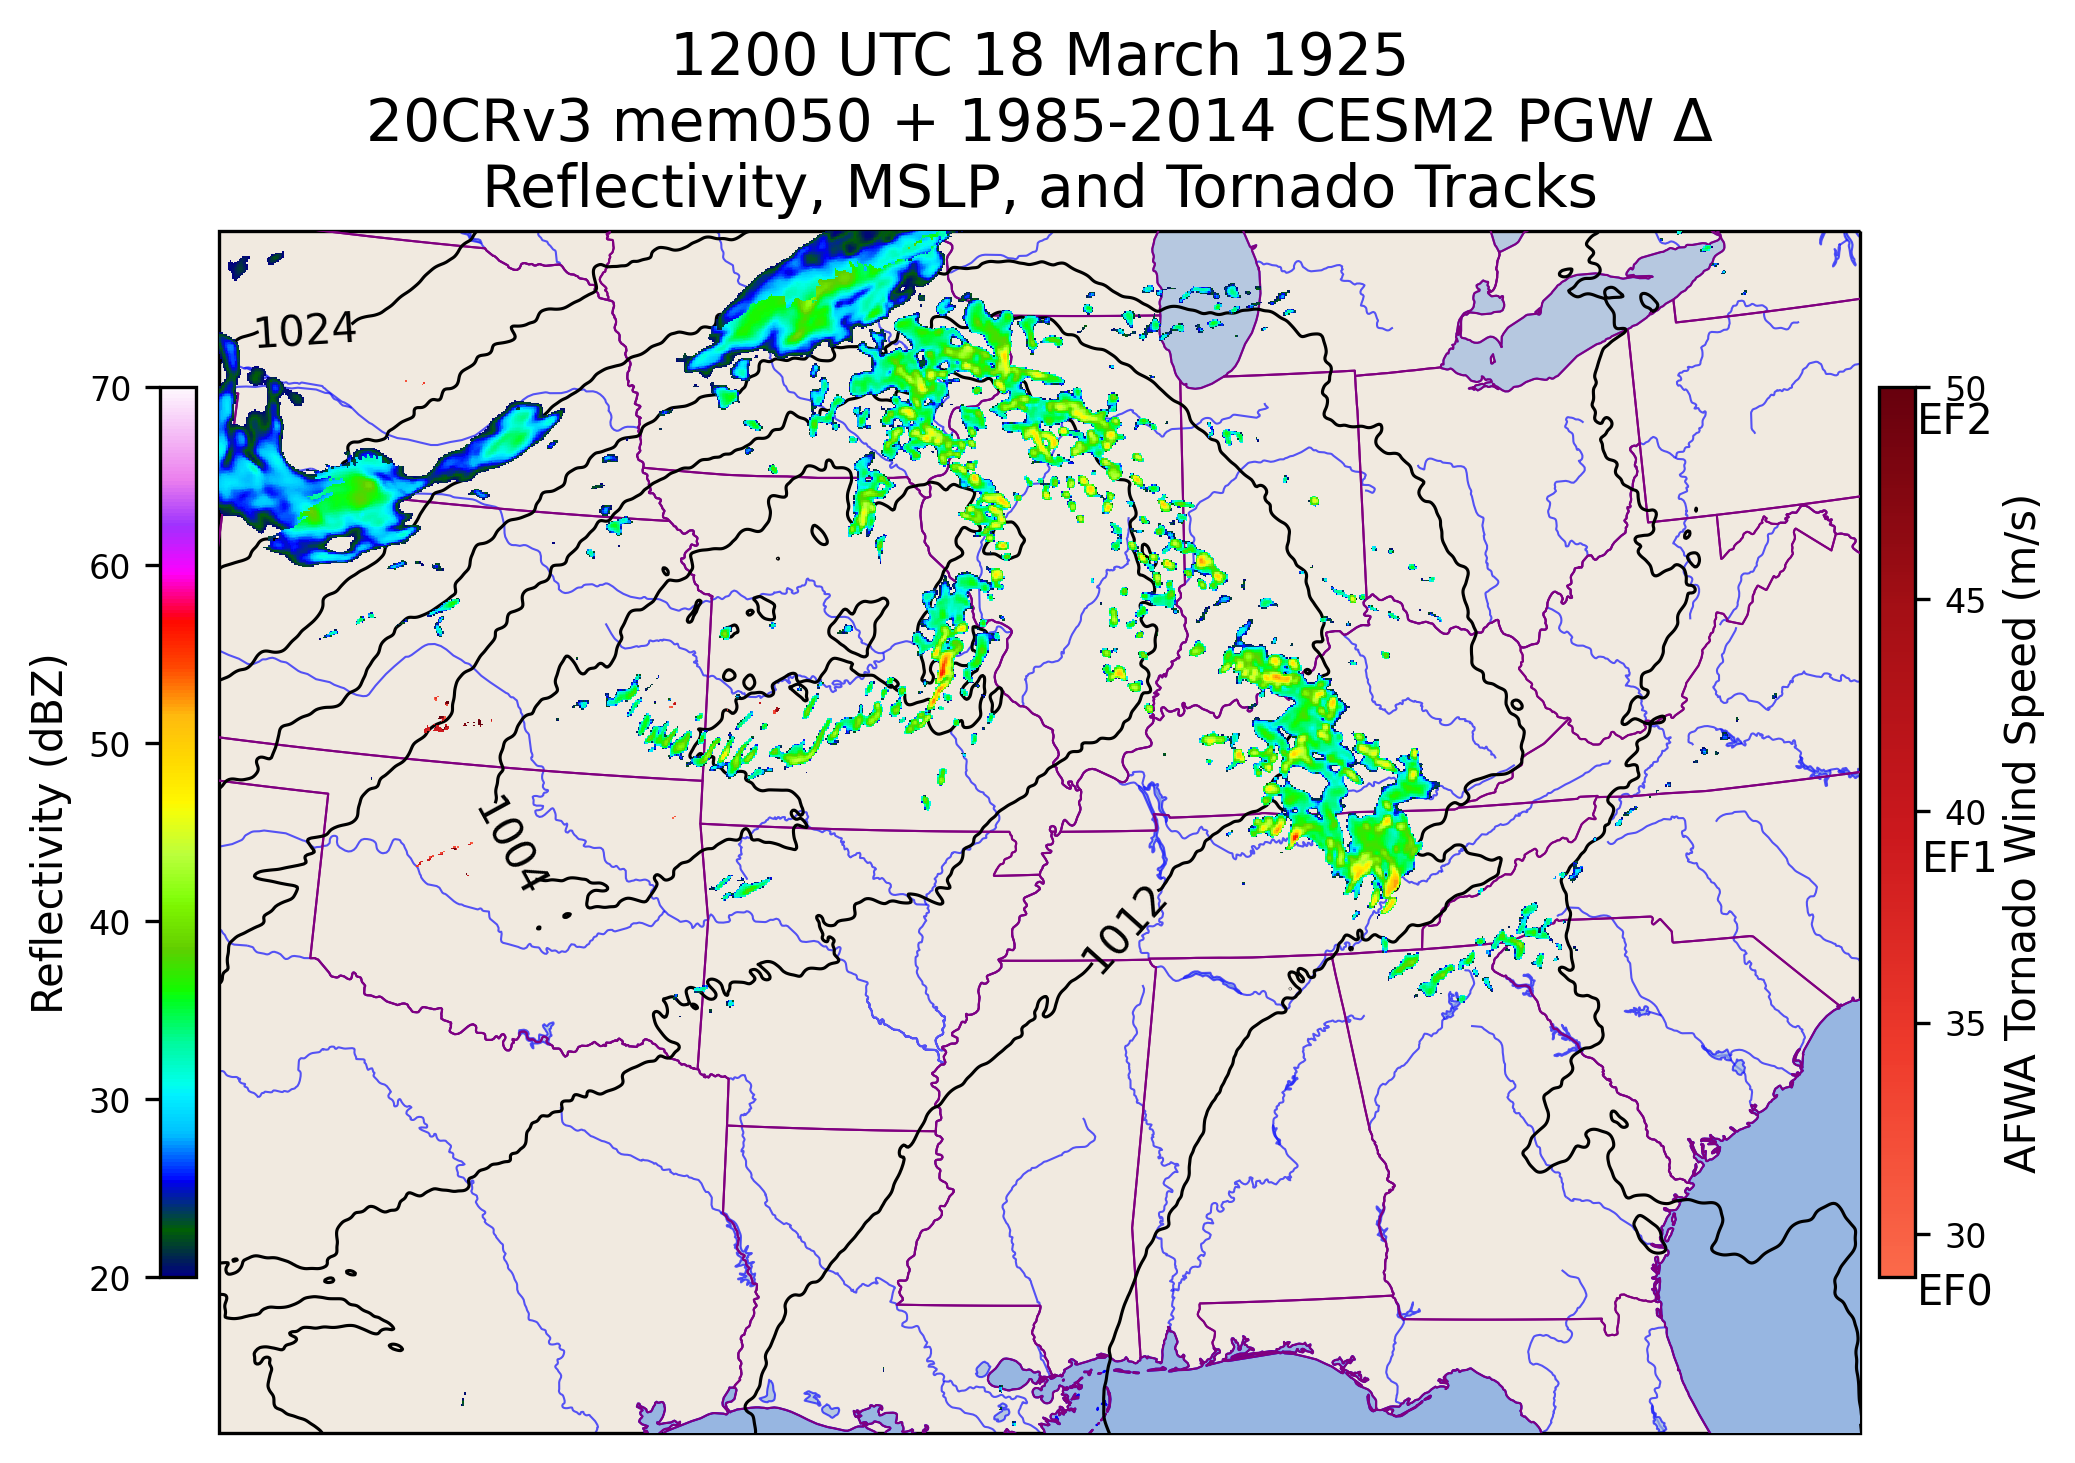 1200 UTC 18 March 1925
20CRv3 mem050 + 1985-2014 CESM2 PGW Δ
Reflectivity, MSLP, and Tornado Tracks
1024
1004
1012
70
60
50
40
30
20
Reflectivity (dBZ)
50
EF2
45
40
EF1
35
30
EF0
AFWA Tornado Wind Speed (m/s)